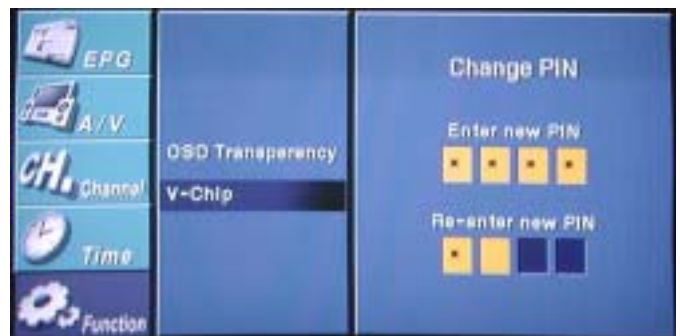 EPG
A/V
CH. Channel
Time
Function
OSD Transparency
V-Chip
Change PIN
Enter new PIN
* * * *
Re-enter new PIN
*